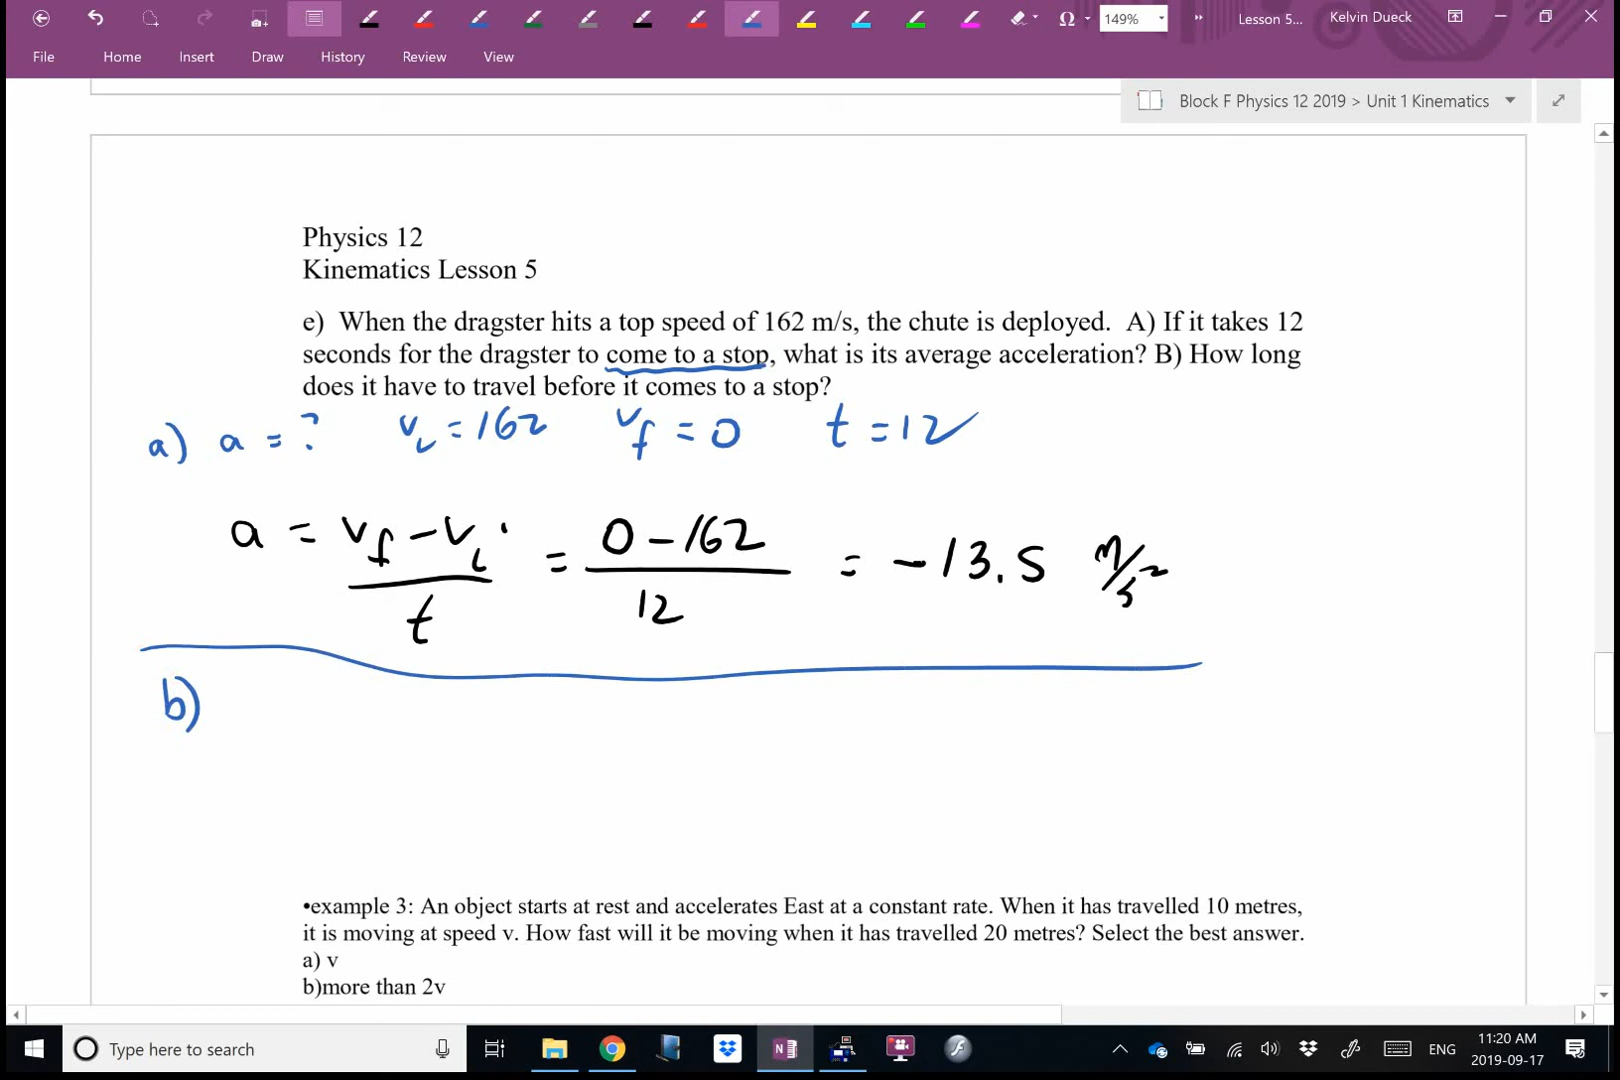 149%
Lesson 5...
Kelvin Dueck
File Home Insert Draw History Review View
Block F Physics 12 2019 > Unit 1 Kinematics
Physics 12
Kinematics Lesson 5
e) When the dragster hits a top speed of 162 m/s, the chute is deployed. A) If it takes 12
seconds for the dragster to come to a stop, what is its average acceleration? B) How long
does it have to travel before it comes to a stop?
a) a = ? vi = 162 vf = 0 t = 12
a = vf - vi / t = 0 - 162 / 12 = -13.5 m/s2
b)
•example 3: An object starts at rest and accelerates East at a constant rate. When it has travelled 10 metres,
it is moving at speed v. How fast will it be moving when it has travelled 20 metres? Select the best answer.
a) v
b)more than 2v
Type here to search
ENG
11:20 AM
2019-09-17